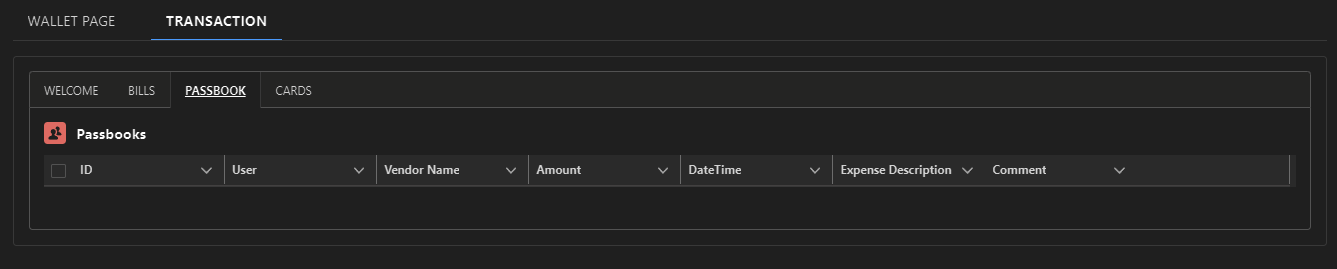 WALLET PAGE TRANSACTION
WELCOME BILLS PASSBOOK CARDS
Passbooks
ID User Vendor Name Amount DateTime Expense Description Comment